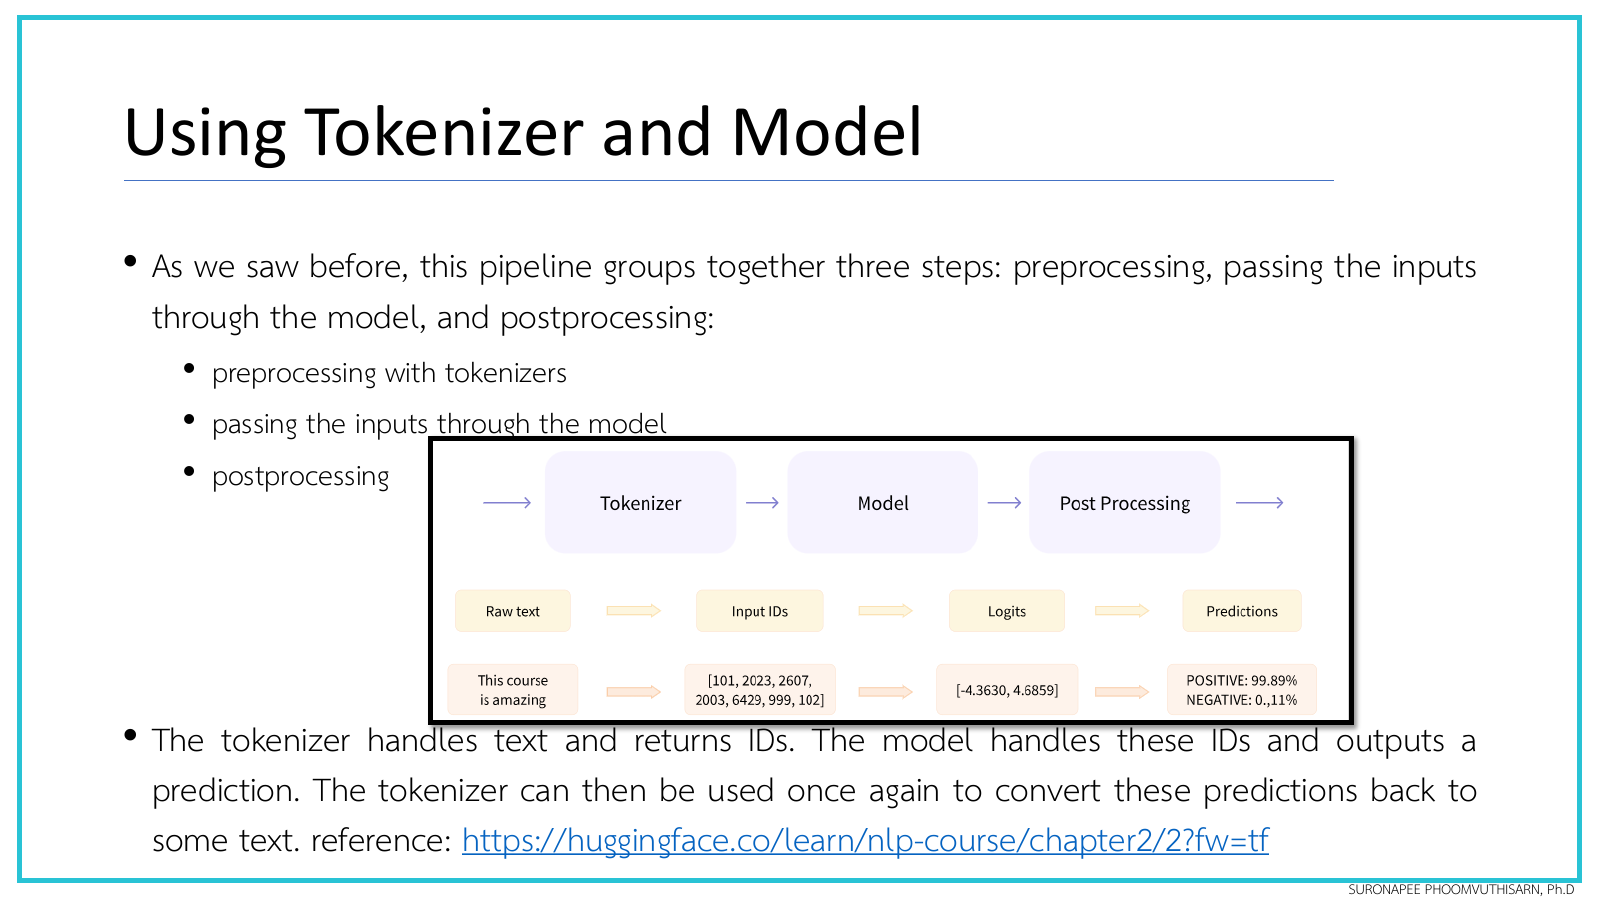 Using Tokenizer and Model
• As we saw before, this pipeline groups together three steps: preprocessing, passing the inputs
through the model, and postprocessing:
• preprocessing with tokenizers
• passing the inputs through the model
• postprocessing
Tokenizer
Model
Post Processing
Raw text
Input IDs
Logits
Predictions
This course
is amazing
[101, 2023, 2607,
2003, 6429, 999, 102]
[-4.3630, 4.6859]
POSITIVE: 99.89%
NEGATIVE: 0.,11%
• The tokenizer handles text and returns IDs. The model handles these IDs and outputs a
prediction. The tokenizer can then be used once again to convert these predictions back to
some text. reference: https://huggingface.co/learn/nlp-course/chapter2/2?fw=tf
SURONAPEE PHOOMVUTHISARN, Ph.D